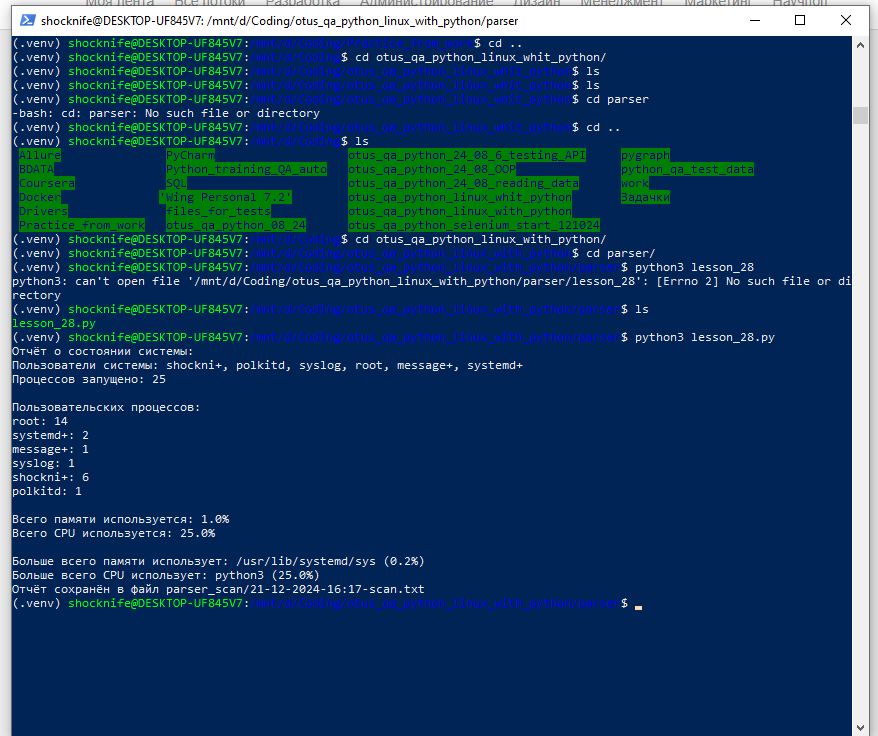 Моя лента Все потоки Разработка Администрирование Дизайн Менеджмент Маркетинг Научпоп
shocknife@DESKTOP-UF845V7: /mnt/d/Coding/otus_qa_python_linux_with_python/parser
(.venv) shocknife@DESKTOP-UF845V7:/mnt/d/Coding/Practice_from_work$ cd ..
(.venv) shocknife@DESKTOP-UF845V7:/mnt/d/Coding$ cd otus_qa_python_linux_whit_python/
(.venv) shocknife@DESKTOP-UF845V7:/mnt/d/Coding/otus_qa_python_linux_whit_python$ ls
(.venv) shocknife@DESKTOP-UF845V7:/mnt/d/Coding/otus_qa_python_linux_whit_python$ ls
(.venv) shocknife@DESKTOP-UF845V7:/mnt/d/Coding/otus_qa_python_linux_whit_python$ cd parser
-bash: cd: parser: No such file or directory
(.venv) shocknife@DESKTOP-UF845V7:/mnt/d/Coding/otus_qa_python_linux_whit_python$ cd ..
(.venv) shocknife@DESKTOP-UF845V7:/mnt/d/Coding$ ls
Allure PyCharm otus_qa_python_24_08_6_testing_API pygraph
BDATA Python_training_QA_auto otus_qa_python_24_08_OOP python_qa_test_data
Coursera SQL otus_qa_python_24_08_reading_data work
Docker 'Wing Personal 7.2' otus_qa_python_linux_whit_python Задачки
Drivers files_for_tests otus_qa_python_linux_with_python
Practice_from_work otus_qa_python_08_24 otus_qa_python_selenium_start_121024
(.venv) shocknife@DESKTOP-UF845V7:/mnt/d/Coding$ cd otus_qa_python_linux_with_python/
(.venv) shocknife@DESKTOP-UF845V7:/mnt/d/Coding/otus_qa_python_linux_with_python$ cd parser/
(.venv) shocknife@DESKTOP-UF845V7:/mnt/d/Coding/otus_qa_python_linux_with_python/parser$ python3 lesson_28
python3: can't open file '/mnt/d/Coding/otus_qa_python_linux_with_python/parser/lesson_28': [Errno 2] No such file or di
rectory
(.venv) shocknife@DESKTOP-UF845V7:/mnt/d/Coding/otus_qa_python_linux_with_python/parser$ ls
lesson_28.py
(.venv) shocknife@DESKTOP-UF845V7:/mnt/d/Coding/otus_qa_python_linux_with_python/parser$ python3 lesson_28.py
Отчёт о состоянии системы:
Пользователи системы: shockni+, polkitd, syslog, root, message+, systemd+
Процессов запущено: 25
Пользовательских процессов:
root: 14
systemd+: 2
message+: 1
syslog: 1
shockni+: 6
polkitd: 1
Всего памяти используется: 1.0%
Всего CPU используется: 25.0%
Больше всего памяти использует: /usr/lib/systemd/sys (0.2%)
Больше всего CPU использует: python3 (25.0%)
Отчёт сохранён в файл parser_scan/21-12-2024-16:17-scan.txt
(.venv) shocknife@DESKTOP-UF845V7:/mnt/d/Coding/otus_qa_python_linux_with_python/parser$